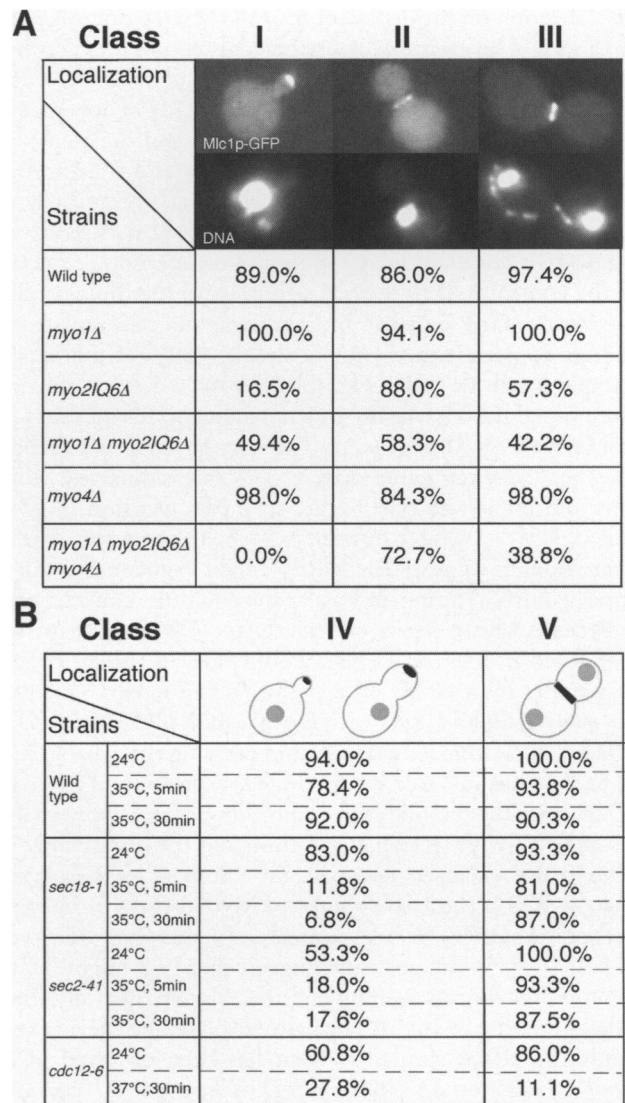 A Class I II III
Localization
Mlc1p-GFP
Strains
DNA
Wild type 89.0% 86.0% 97.4%
myo1Δ 100.0% 94.1% 100.0%
myo2IQ6Δ 16.5% 88.0% 57.3%
myo1Δ myo2IQ6Δ 49.4% 58.3% 42.2%
myo4Δ 98.0% 84.3% 98.0%
myo1Δ myo2IQ6Δ
myo4Δ 0.0% 72.7% 38.8%
B Class IV V
Localization
Strains
Wild type 24°C 94.0% 100.0%
35°C, 5min 78.4% 93.8%
35°C, 30min 92.0% 90.3%
sec18-1 24°C 83.0% 93.3%
35°C, 5min 11.8% 81.0%
35°C, 30min 6.8% 87.0%
sec2-41 24°C 53.3% 100.0%
35°C, 5min 18.0% 93.3%
35°C, 30min 17.6% 87.5%
cdc12-6 24°C 60.8% 86.0%
37°C,30min 27.8% 11.1%